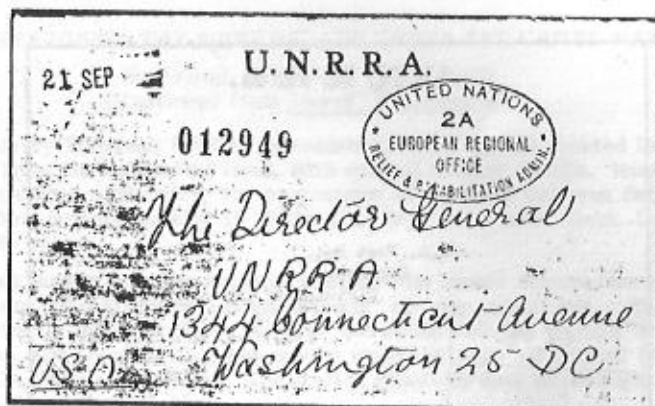 U.N.R.R.A.
21 SEP
012949
UNITED NATIONS
2A
EUROPEAN REGIONAL
OFFICE
RELIEF & REHABILITATION ADMIN
The Director General
UNRRA
1344 Connecticut Avenue
Washington 25 DC
USA